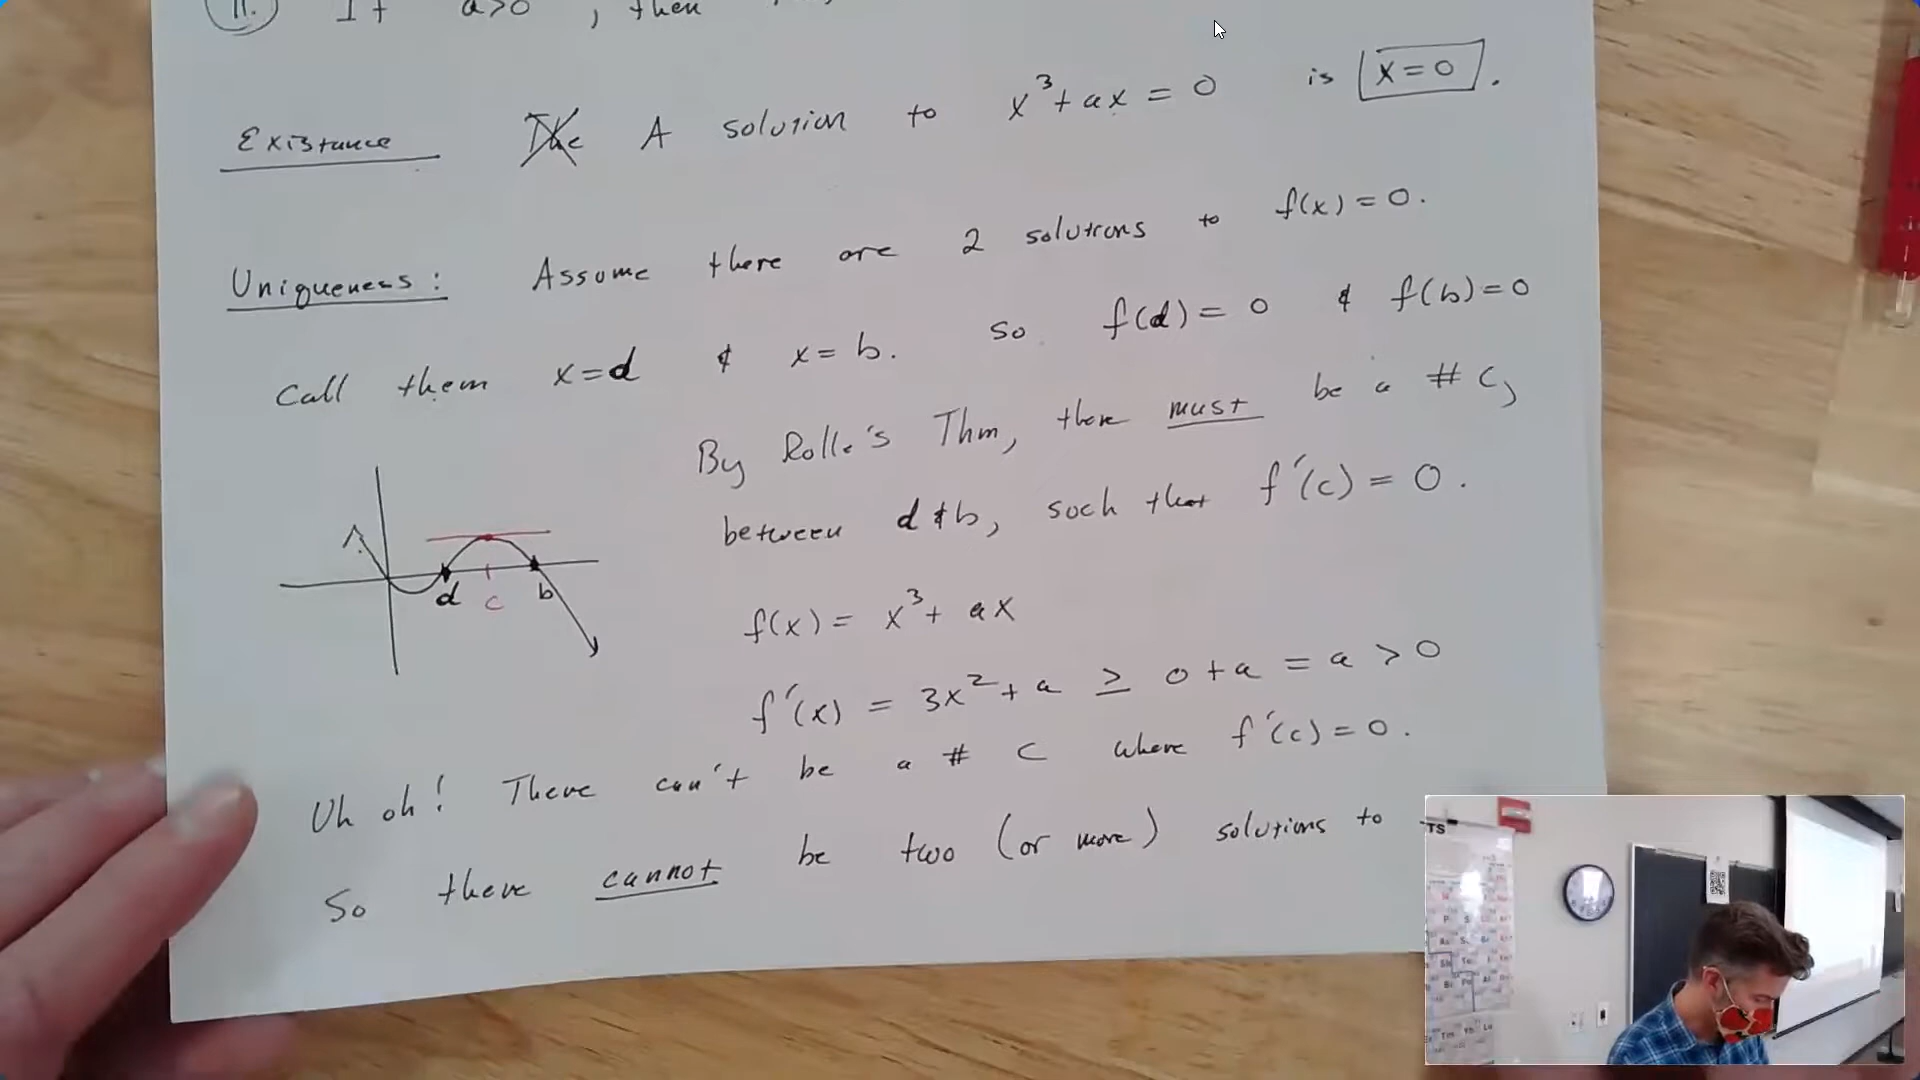 11. If a>0, then
Existance The A solution to x³+ax = 0 is x=0.
Uniqueness: Assume there are 2 solutions to f(x)=0.
Call them x=d & x=b. So f(d)=0 & f(b)=0
By Rolle's Thm, there must be a # c,
between d & b, such that f'(c) = 0.
d c b
f(x) = x³+ ax
f'(x) = 3x²+a ≥ 0+a = a > 0
Uh oh! There can't be a # c where f'(c)=0.
So there cannot be two (or more) solutions to
TS